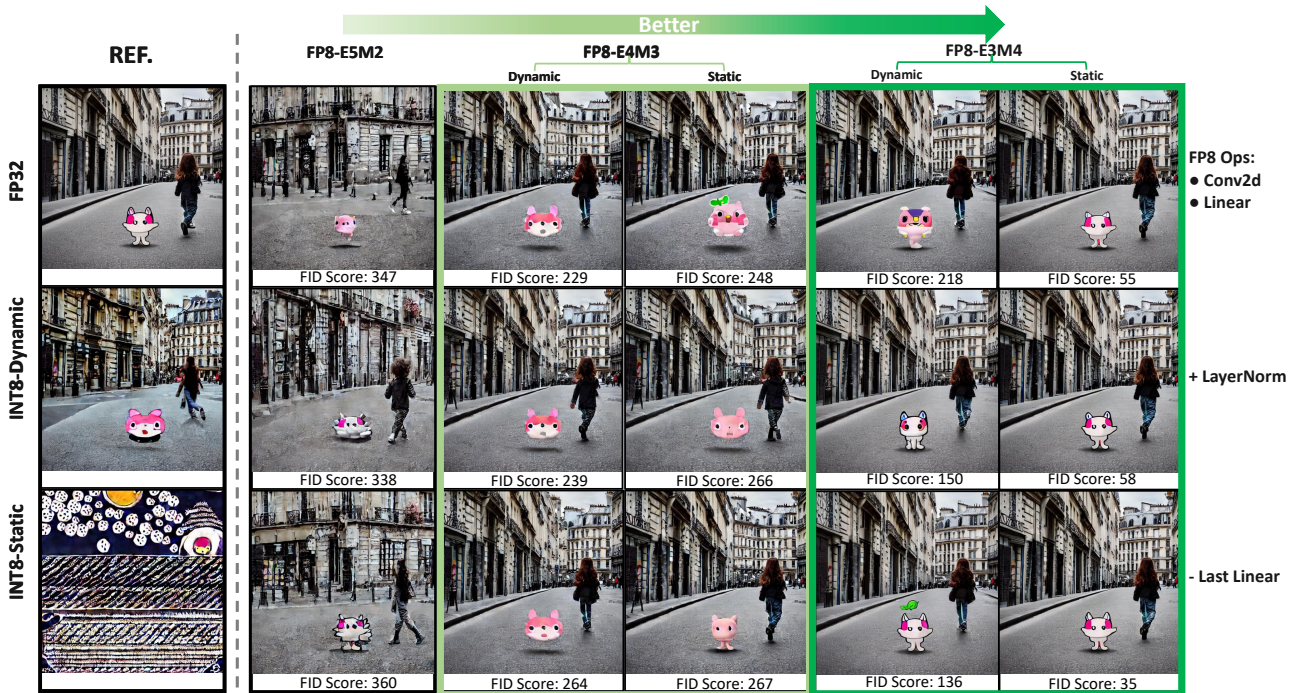 Better
REF.
FP8-E5M2
FP8-E4M3
FP8-E3M4
Dynamic
Static
Dynamic
Static
FP32
FID Score: 347
FID Score: 229
FID Score: 248
FID Score: 218
FID Score: 55
FP8 Ops:
● Conv2d
● Linear
INT8-Dynamic
FID Score: 338
FID Score: 239
FID Score: 266
FID Score: 150
FID Score: 58
+ LayerNorm
INT8-Static
FID Score: 360
FID Score: 264
FID Score: 267
FID Score: 136
FID Score: 35
- Last Linear